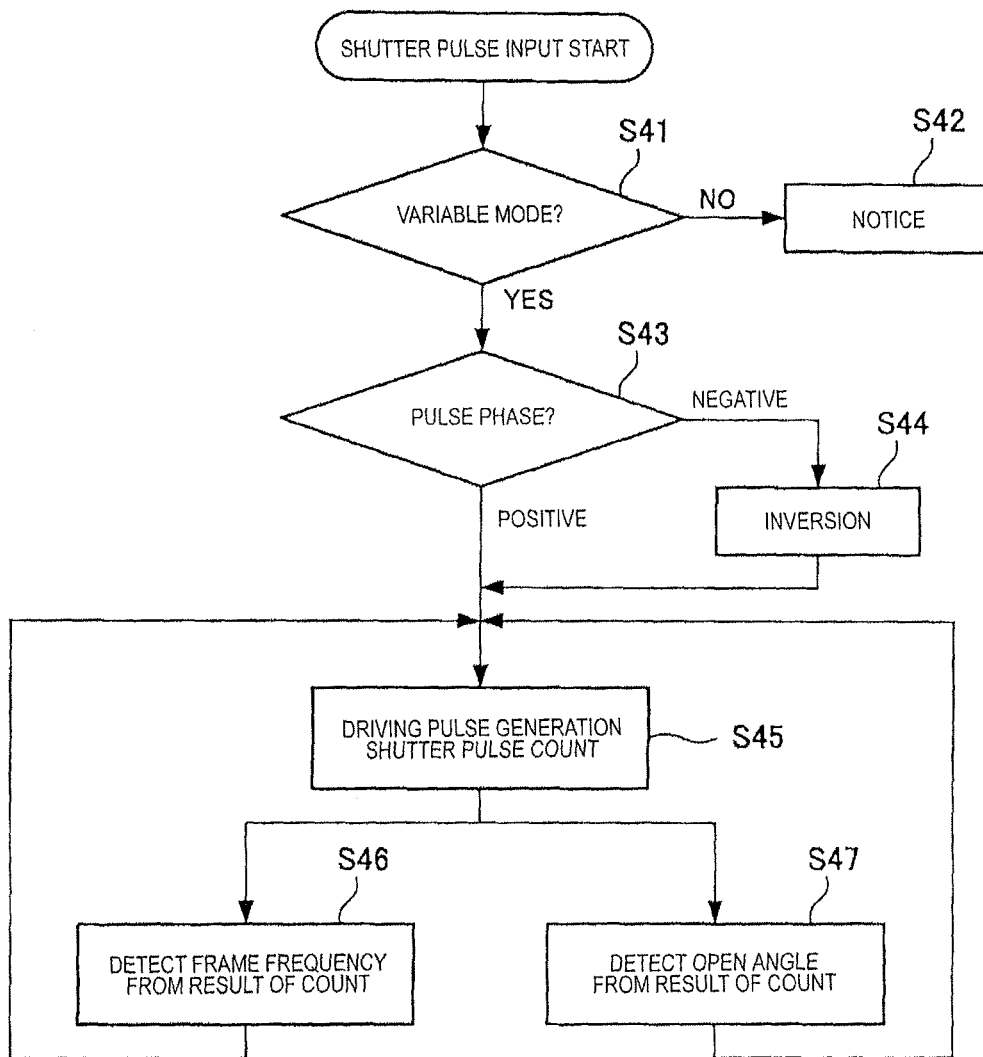 SHUTTER PULSE INPUT START
S41
S42
VARIABLE MODE?
NO
NOTICE
YES
S43
PULSE PHASE?
NEGATIVE
S44
POSITIVE
INVERSION
DRIVING PULSE GENERATION
SHUTTER PULSE COUNT
S45
S46
S47
DETECT FRAME FREQUENCY
FROM RESULT OF COUNT
DETECT OPEN ANGLE
FROM RESULT OF COUNT